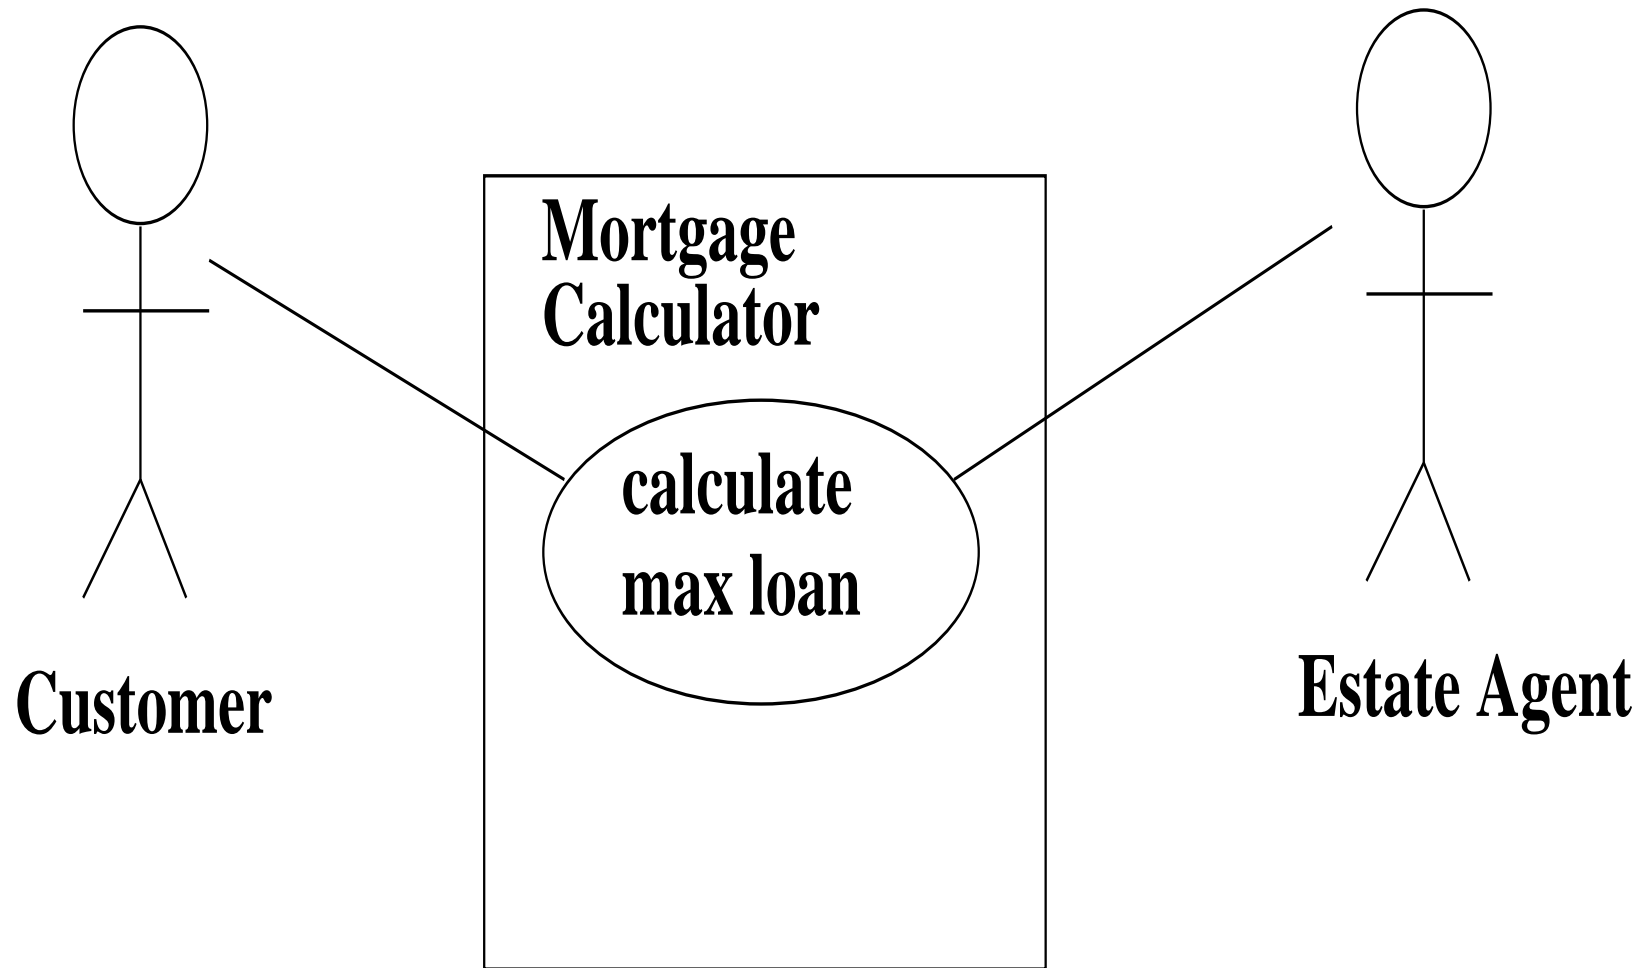 Mortgage
Calculator
calculate
max loan
Customer
Estate Agent